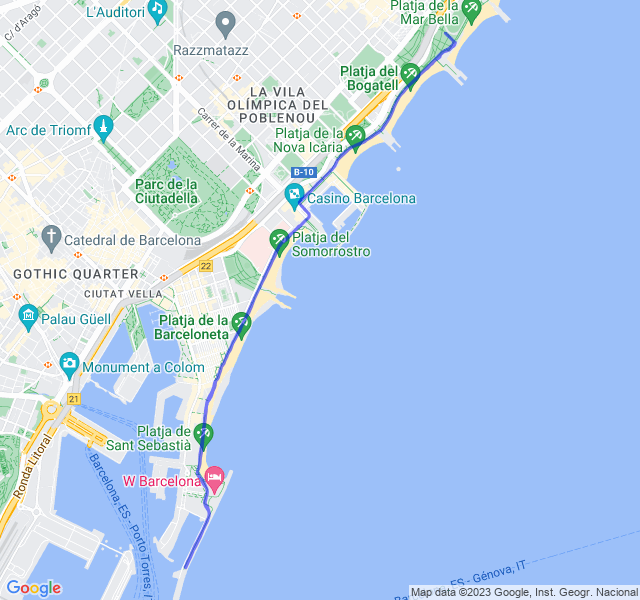 C/ d'Aragó
L'Auditori
Razzmatazz
Platja de la
Mar Bella
Platja del
Bogatell
LA VILA
OLÍMPICA DEL
POBLENOU
Arc de Triomf
Carrer de la Marina
Platja de la
Nova Icària
B-10
Parc de la
Ciutadella
Casino Barcelona
Catedral de Barcelona
Platja del
Somorrostro
GOTHIC QUARTER
22
CIUTAT VELLA
Palau Güell
Platja de la
Barceloneta
Monument a Colom
21
Ronda Litoral
Platja de
Sant Sebastià
W Barcelona
Barcelona, ES - Porto Torres, I
Barcelona, ES - Génova, IT
Google
Map data ©2023 Google, Inst. Geogr. Nacional